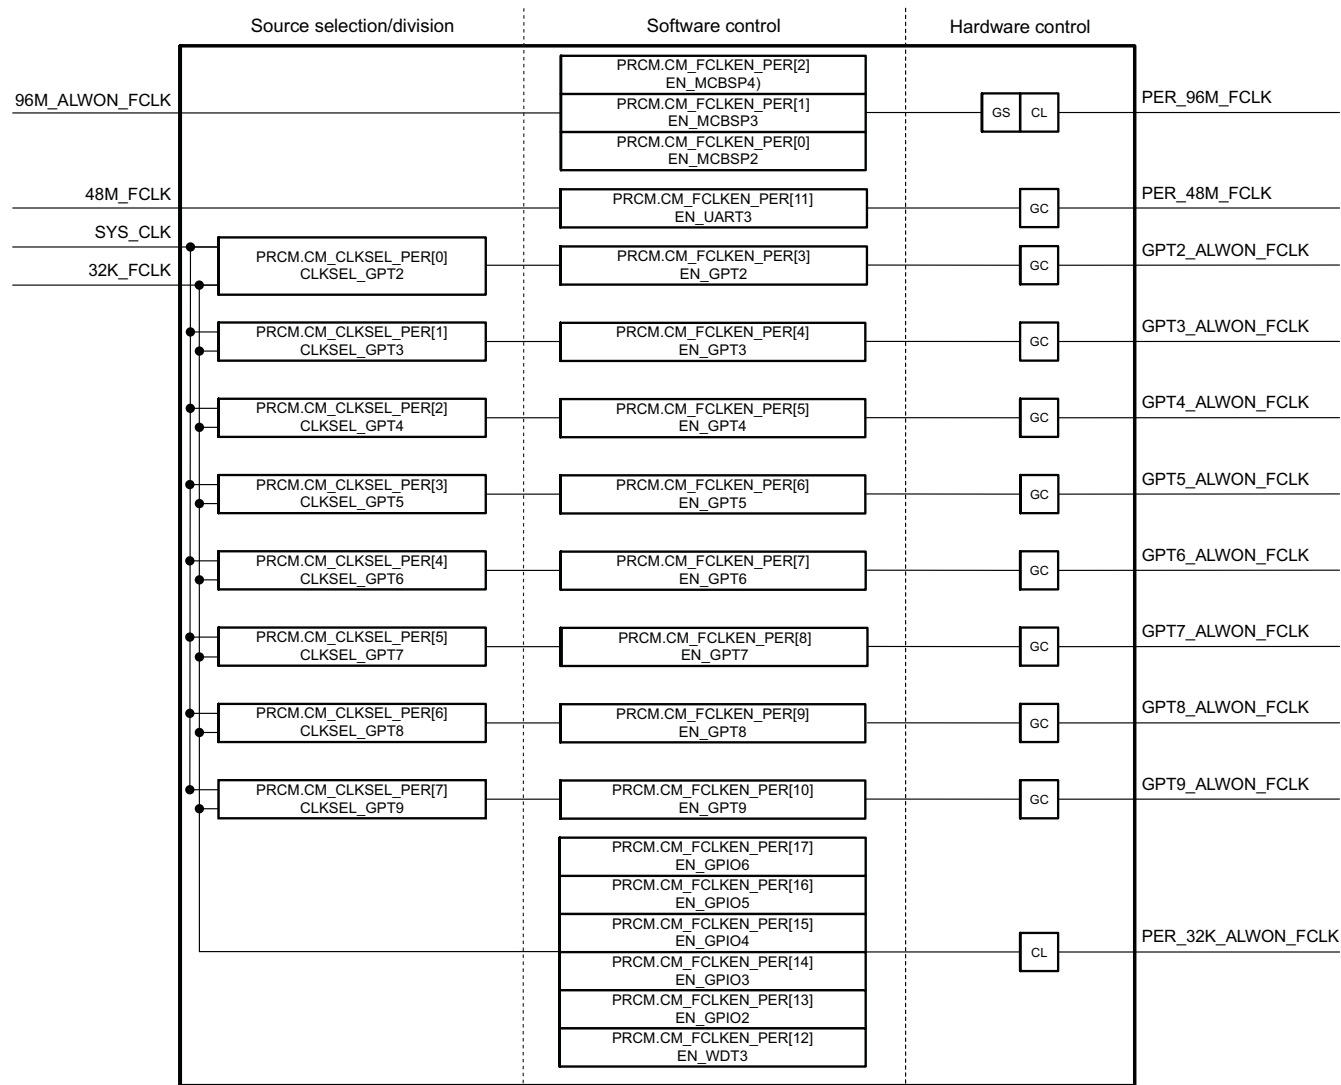 Source selection/division
Software control
Hardware control
PRCM.CM_FCLKEN_PER[2]
EN_MCBSP4)
96M_ALWON_FCLK
PRCM.CM_FCLKEN_PER[1]
EN_MCBSP3
GS
CL
PER_96M_FCLK
PRCM.CM_FCLKEN_PER[0]
EN_MCBSP2
48M_FCLK
PRCM.CM_FCLKEN_PER[11]
EN_UART3
GC
PER_48M_FCLK
SYS_CLK
32K_FCLK
PRCM.CM_CLKSEL_PER[0]
CLKSEL_GPT2
PRCM.CM_FCLKEN_PER[3]
EN_GPT2
GC
GPT2_ALWON_FCLK
PRCM.CM_CLKSEL_PER[1]
CLKSEL_GPT3
PRCM.CM_FCLKEN_PER[4]
EN_GPT3
GC
GPT3_ALWON_FCLK
PRCM.CM_CLKSEL_PER[2]
CLKSEL_GPT4
PRCM.CM_FCLKEN_PER[5]
EN_GPT4
GC
GPT4_ALWON_FCLK
PRCM.CM_CLKSEL_PER[3]
CLKSEL_GPT5
PRCM.CM_FCLKEN_PER[6]
EN_GPT5
GC
GPT5_ALWON_FCLK
PRCM.CM_CLKSEL_PER[4]
CLKSEL_GPT6
PRCM.CM_FCLKEN_PER[7]
EN_GPT6
GC
GPT6_ALWON_FCLK
PRCM.CM_CLKSEL_PER[5]
CLKSEL_GPT7
PRCM.CM_FCLKEN_PER[8]
EN_GPT7
GC
GPT7_ALWON_FCLK
PRCM.CM_CLKSEL_PER[6]
CLKSEL_GPT8
PRCM.CM_FCLKEN_PER[9]
EN_GPT8
GC
GPT8_ALWON_FCLK
PRCM.CM_CLKSEL_PER[7]
CLKSEL_GPT9
PRCM.CM_FCLKEN_PER[10]
EN_GPT9
GC
GPT9_ALWON_FCLK
PRCM.CM_FCLKEN_PER[17]
EN_GPIO6
PRCM.CM_FCLKEN_PER[16]
EN_GPIO5
PRCM.CM_FCLKEN_PER[15]
EN_GPIO4
PRCM.CM_FCLKEN_PER[14]
EN_GPIO3
PRCM.CM_FCLKEN_PER[13]
EN_GPIO2
PRCM.CM_FCLKEN_PER[12]
EN_WDT3
CL
PER_32K_ALWON_FCLK